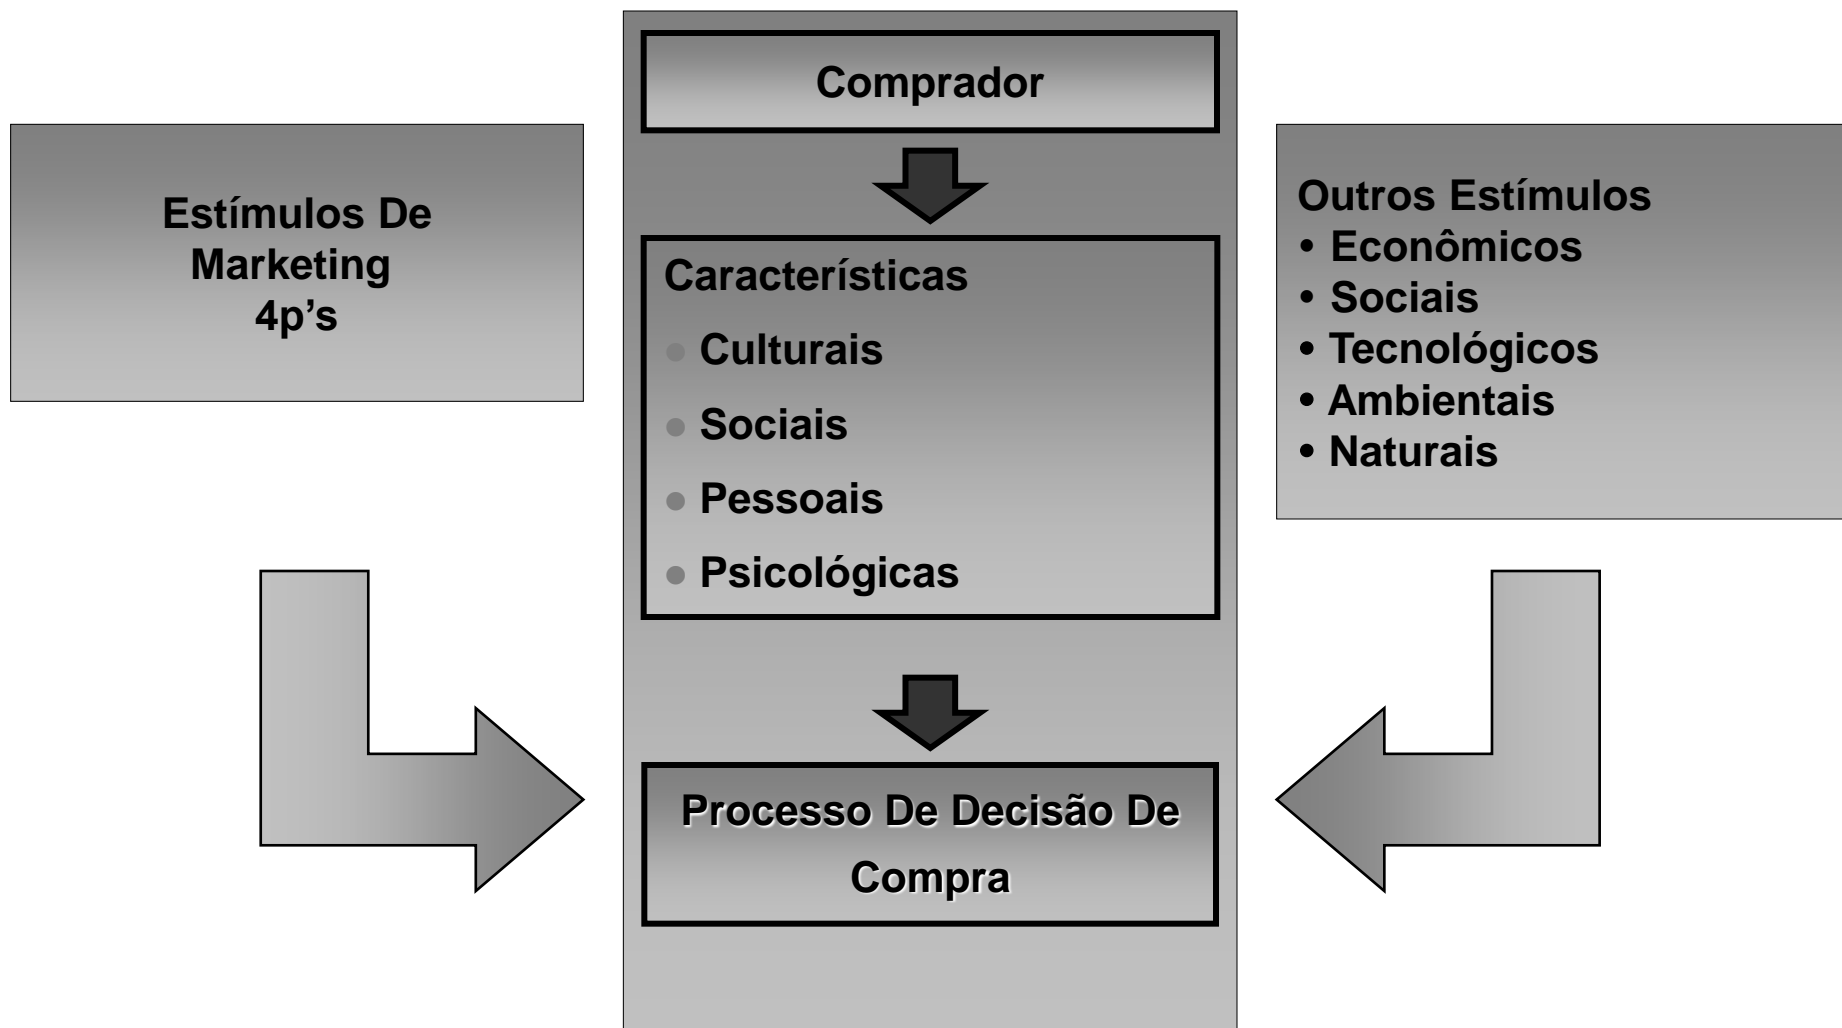 Comprador
Estímulos De
Marketing
4p’s
Características
● Culturais
● Sociais
● Pessoais
● Psicológicas
Outros Estímulos
• Econômicos
• Sociais
• Tecnológicos
• Ambientais
• Naturais
Processo De Decisão De
Compra